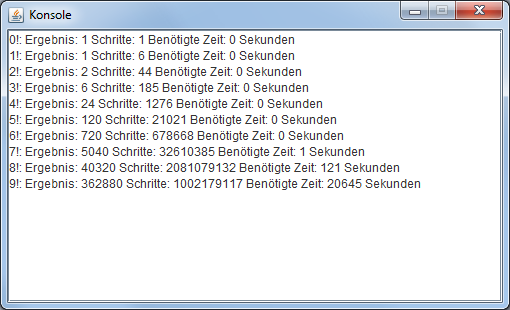 Konsole
0!: Ergebnis: 1 Schritte: 1 Benötigte Zeit: 0 Sekunden
1!: Ergebnis: 1 Schritte: 6 Benötigte Zeit: 0 Sekunden
2!: Ergebnis: 2 Schritte: 44 Benötigte Zeit: 0 Sekunden
3!: Ergebnis: 6 Schritte: 185 Benötigte Zeit: 0 Sekunden
4!: Ergebnis: 24 Schritte: 1276 Benötigte Zeit: 0 Sekunden
5!: Ergebnis: 120 Schritte: 21021 Benötigte Zeit: 0 Sekunden
6!: Ergebnis: 720 Schritte: 678668 Benötigte Zeit: 0 Sekunden
7!: Ergebnis: 5040 Schritte: 32610385 Benötigte Zeit: 1 Sekunden
8!: Ergebnis: 40320 Schritte: 2081079132 Benötigte Zeit: 121 Sekunden
9!: Ergebnis: 362880 Schritte: 1002179117 Benötigte Zeit: 20645 Sekunden